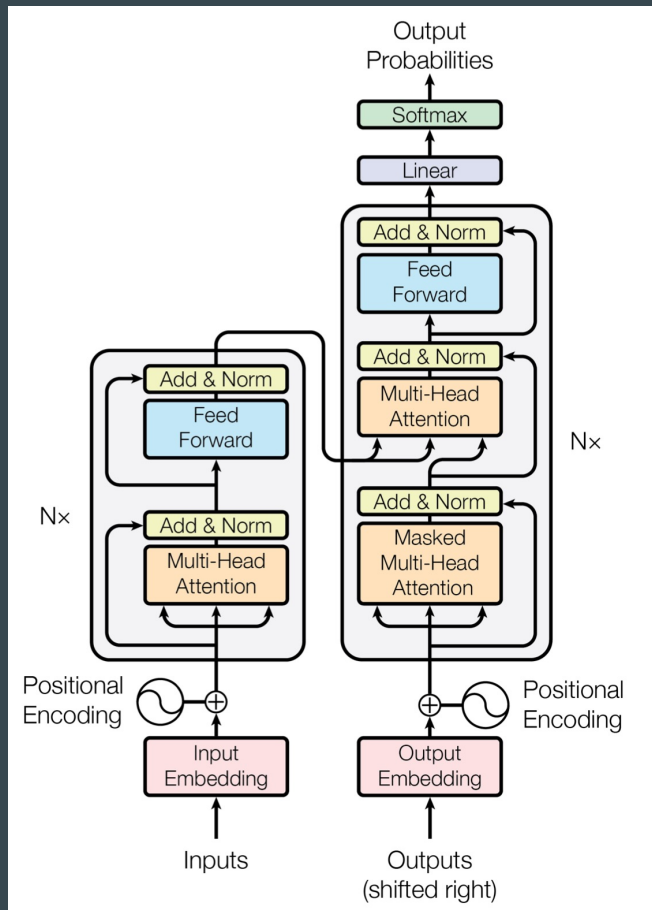 Output
Probabilities
Softmax
Linear
Add & Norm
Feed
Forward
Add & Norm
Multi-Head
Attention
Add & Norm
Masked
Multi-Head
Attention
N×
Add & Norm
Feed
Forward
Add & Norm
Multi-Head
Attention
N×
Positional
Encoding
Positional
Encoding
Input
Embedding
Output
Embedding
Inputs
Outputs
(shifted right)